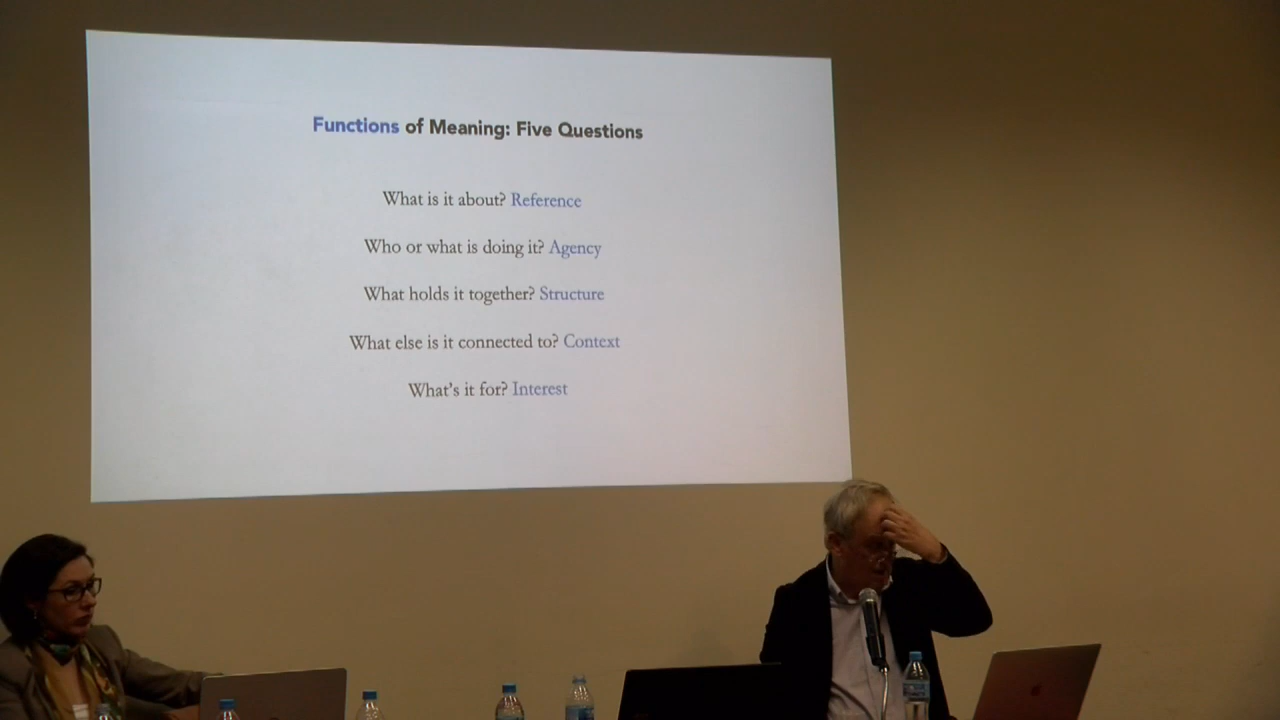 Functions of Meaning: Five Questions
What is it about? Reference
Who or what is doing it? Agency
What holds it together? Structure
What else is it connected to? Context
What's it for? Interest